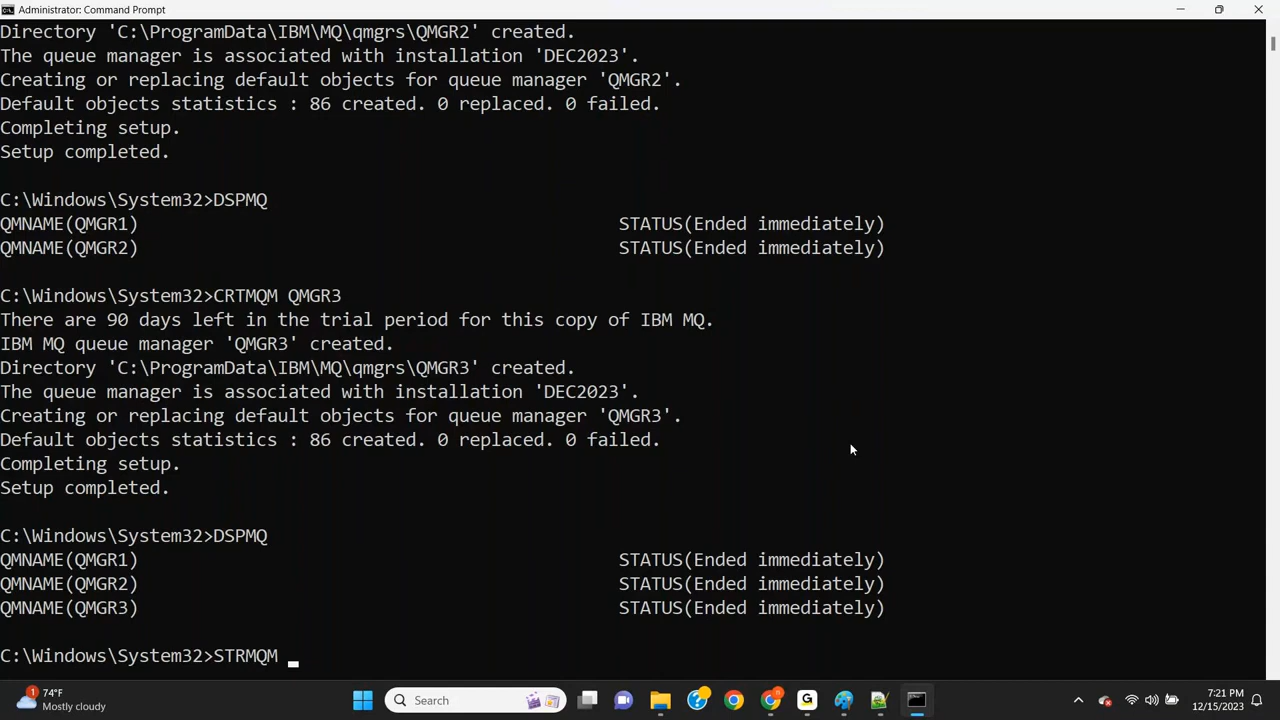 Administrator: Command Prompt
Directory 'C:\ProgramData\IBM\MQ\qmgrs\QMGR2' created.
The queue manager is associated with installation 'DEC2023'.
Creating or replacing default objects for queue manager 'QMGR2'.
Default objects statistics : 86 created. 0 replaced. 0 failed.
Completing setup.
Setup completed.
C:\Windows\System32>DSPMQ
QMNAME(QMGR1) STATUS(Ended immediately)
QMNAME(QMGR2) STATUS(Ended immediately)
C:\Windows\System32>CRTMQM QMGR3
There are 90 days left in the trial period for this copy of IBM MQ.
IBM MQ queue manager 'QMGR3' created.
Directory 'C:\ProgramData\IBM\MQ\qmgrs\QMGR3' created.
The queue manager is associated with installation 'DEC2023'.
Creating or replacing default objects for queue manager 'QMGR3'.
Default objects statistics : 86 created. 0 replaced. 0 failed.
Completing setup.
Setup completed.
C:\Windows\System32>DSPMQ
QMNAME(QMGR1) STATUS(Ended immediately)
QMNAME(QMGR2) STATUS(Ended immediately)
QMNAME(QMGR3) STATUS(Ended immediately)
C:\Windows\System32>STRMQM _
1 74°F
Mostly cloudy
Search
G
7:21 PM
12/15/2023